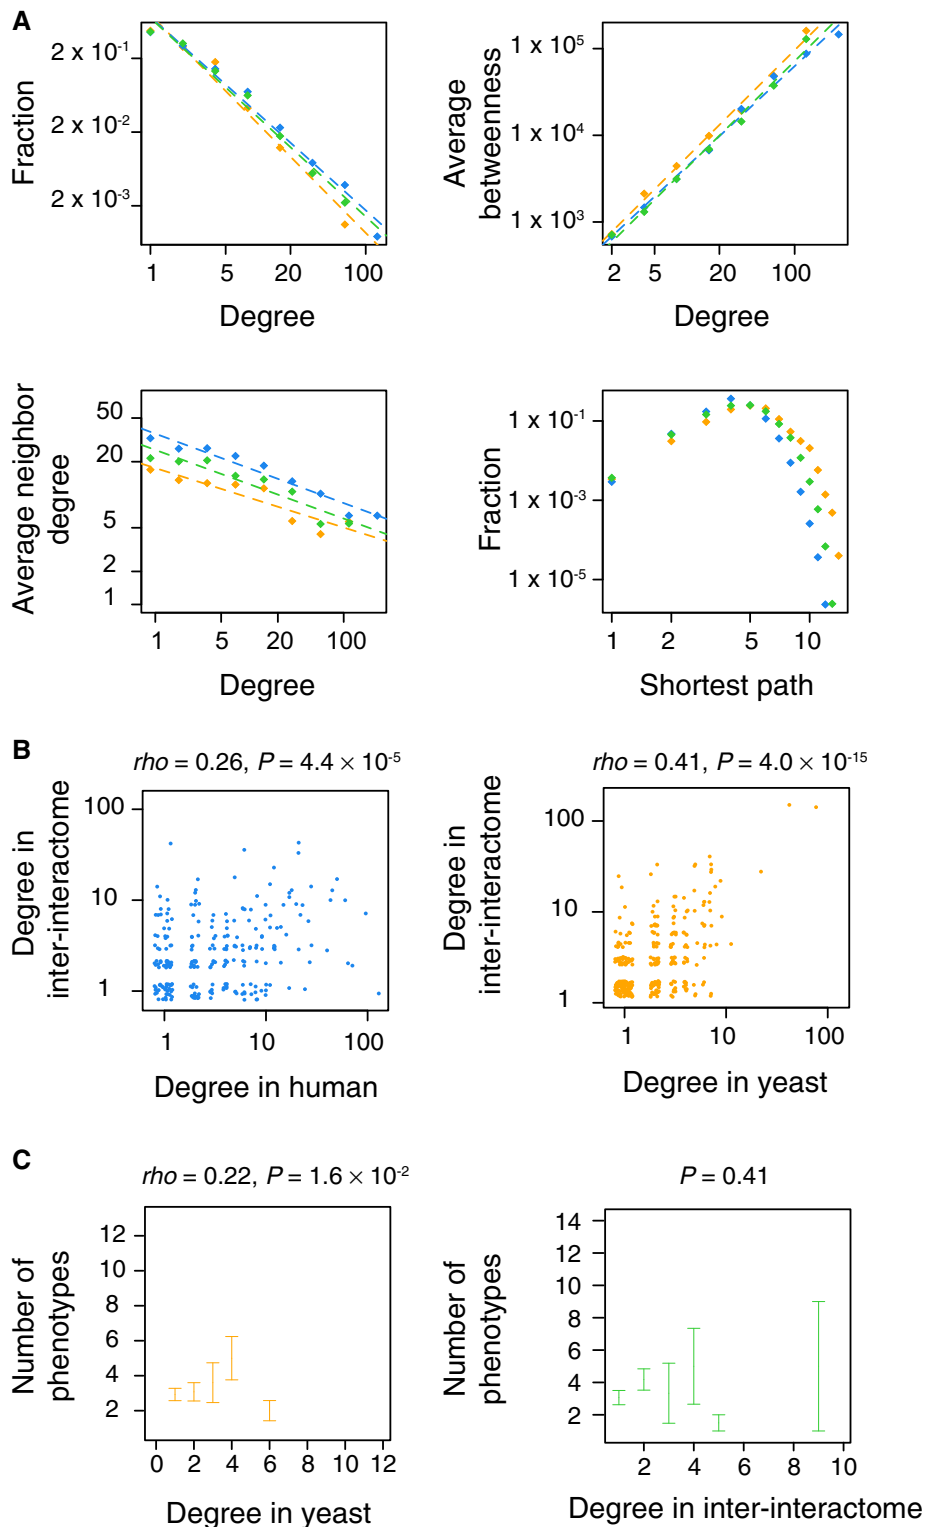 A
Fraction
2 x 10-1
2 x 10-2
2 x 10-3
1 5 20 100
Degree
Average
betweenness
1 x 105
1 x 104
1 x 103
2 5 20 100
Degree
Average neighbor
degree
50
20
5
2
1
1 5 20 100
Degree
Fraction
1 x 10-1
1 x 10-3
1 x 10-5
1 2 5 10
Shortest path
B
rho = 0.26, P = 4.4 × 10-5
Degree in
inter-interactome
100
10
1
1 10 100
Degree in human
rho = 0.41, P = 4.0 × 10-15
Degree in
inter-interactome
100
10
1
1 10 100
Degree in yeast
C
rho = 0.22, P = 1.6 × 10-2
Number of
phenotypes
12
10
8
6
4
2
0 2 4 6 8 10 12
Degree in yeast
P = 0.41
Number of
phenotypes
14
12
10
8
6
4
2
2 4 6 8 10
Degree in inter-interactome